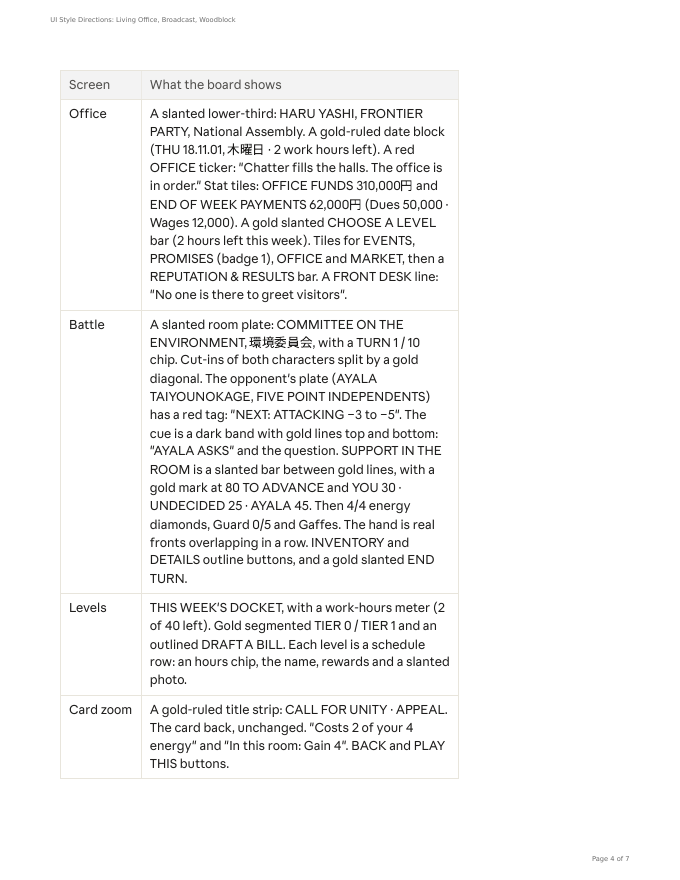 UI Style Directions: Living Office, Broadcast, Woodblock
Screen
What the board shows
Office
A slanted lower-third: HARU YASHI, FRONTIER
PARTY, National Assembly. A gold-ruled date block
(THU 18.11.01, 木曜日 · 2 work hours left). A red
OFFICE ticker: "Chatter fills the halls. The office is
in order." Stat tiles: OFFICE FUNDS 310,000円 and
END OF WEEK PAYMENTS 62,000円 (Dues 50,000 ·
Wages 12,000). A gold slanted CHOOSE A LEVEL
bar (2 hours left this week). Tiles for EVENTS,
PROMISES (badge 1), OFFICE and MARKET, then a
REPUTATION & RESULTS bar. A FRONT DESK line:
"No one is there to greet visitors".
Battle
A slanted room plate: COMMITTEE ON THE
ENVIRONMENT, 環境委員会, with a TURN 1 / 10
chip. Cut-ins of both characters split by a gold
diagonal. The opponent's plate (AYALA
TAIYOUNOKAGE, FIVE POINT INDEPENDENTS)
has a red tag: "NEXT: ATTACKING −3 to −5". The
cue is a dark band with gold lines top and bottom:
"AYALA ASKS" and the question. SUPPORT IN THE
ROOM is a slanted bar between gold lines, with a
gold mark at 80 TO ADVANCE and YOU 30 ·
UNDECIDED 25 · AYALA 45. Then 4/4 energy
diamonds, Guard 0/5 and Gaffes. The hand is real
fronts overlapping in a row. INVENTORY and
DETAILS outline buttons, and a gold slanted END
TURN.
Levels
THIS WEEK'S DOCKET, with a work-hours meter (2
of 40 left). Gold segmented TIER 0 / TIER 1 and an
outlined DRAFT A BILL. Each level is a schedule
row: an hours chip, the name, rewards and a slanted
photo.
Card zoom
A gold-ruled title strip: CALL FOR UNITY · APPEAL.
The card back, unchanged. "Costs 2 of your 4
energy" and "In this room: Gain 4". BACK and PLAY
THIS buttons.
Page 4 of 7